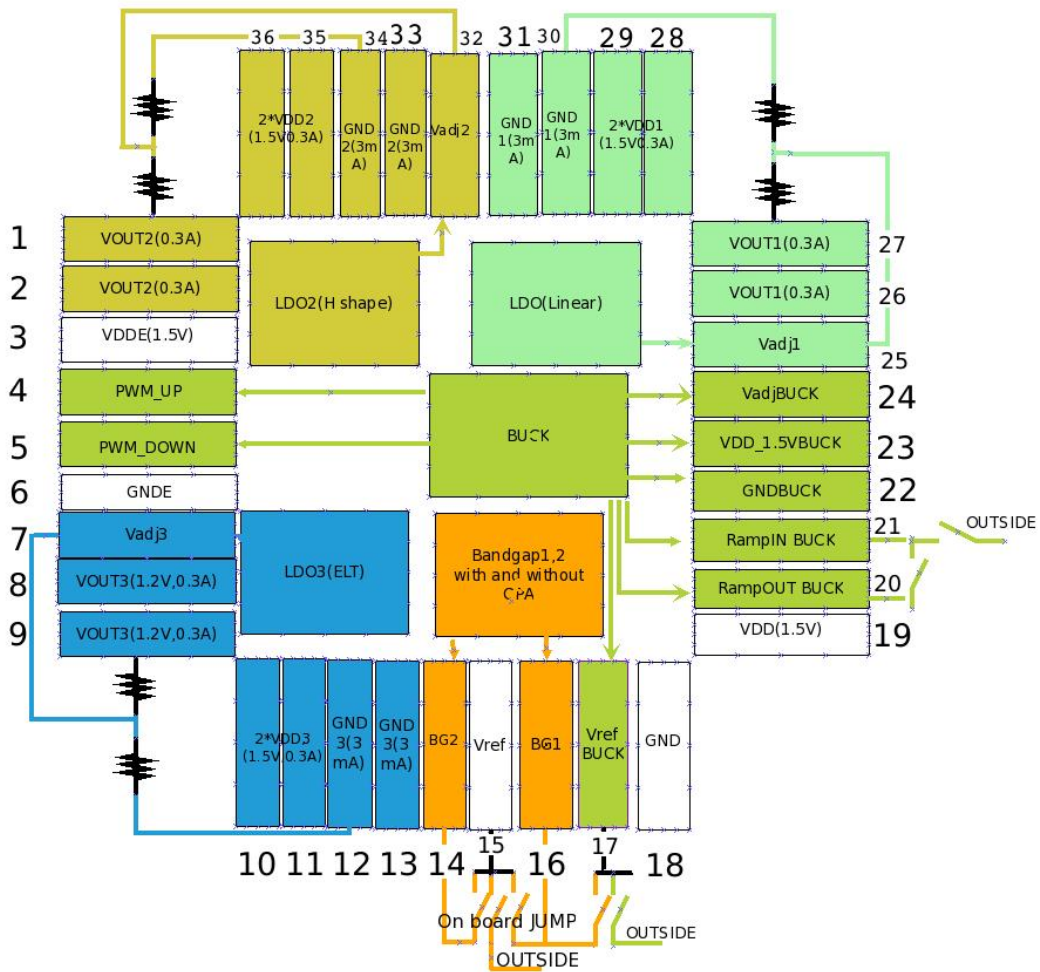 36
35
34
33
32
31
30
29
28
2*VDD2
(1.5V0.3A)
GND
2(3m
A)
GND
2(3m
A)
Vadj2
GND
1(3m
A)
GND
1(3m
A)
2*VDD1
(1.5V0.3A)
1
VOUT2(0.3A)
2
VOUT2(0.3A)
3
VDDE(1.5V)
4
PWM_UP
5
PWM_DOWN
6
GNDE
7
Vadj3
8
VOUT3(1.2V,0.3A)
9
VOUT3(1.2V,0.3A)
LDO2(H shape)
LDO(Linear)
BUCK
LDO3(ELT)
Bandgap1,2
with and without
VOUT1(0.3A)
27
VOUT1(0.3A)
26
Vadj1
25
VadjBUCK
24
VDD_1.5VBUCK
23
GNDBUCK
22
RampIN BUCK
21
OUTSIDE
RampOUT BUCK
20
VDD(1.5V)
19
2*VDD3
(1.5V,0.3A)
GND
3(3
mA)
GND
3(3
mA)
BG2
Vref
BG1
Vref
BUCK
GND
10
11
12
13
14
15
16
17
18
On board JUMP
OUTSIDE
OUTSIDE